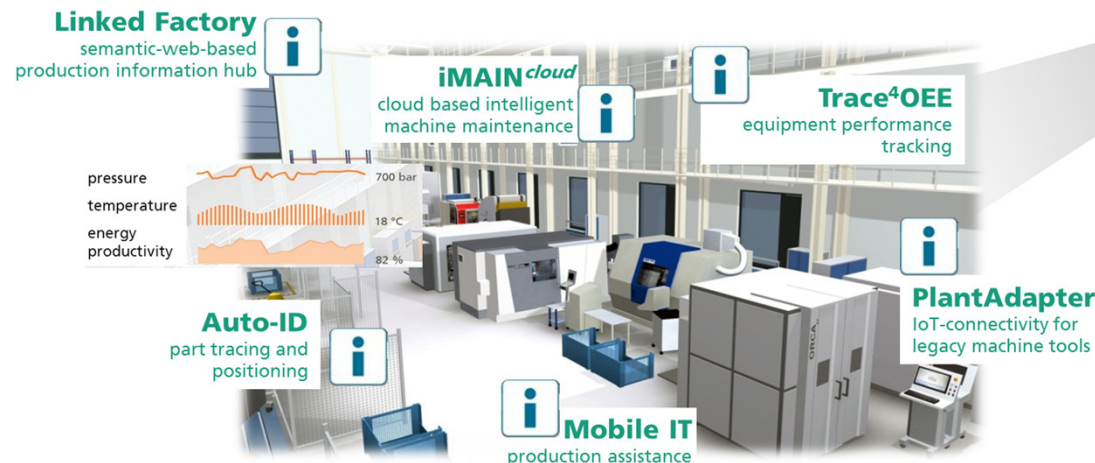 Linked Factory
semantic-web-based
production information hub
iMAINcloud
cloud based intelligent
machine maintenance
Trace⁴OEE
equipment performance
tracking
pressure
700 bar
temperature
18 °C
energy
productivity
82 %
Auto-ID
part tracing and
positioning
PlantAdapter
IoT-connectivity for
legacy machine tools
ORCA
Mobile IT
production assistance